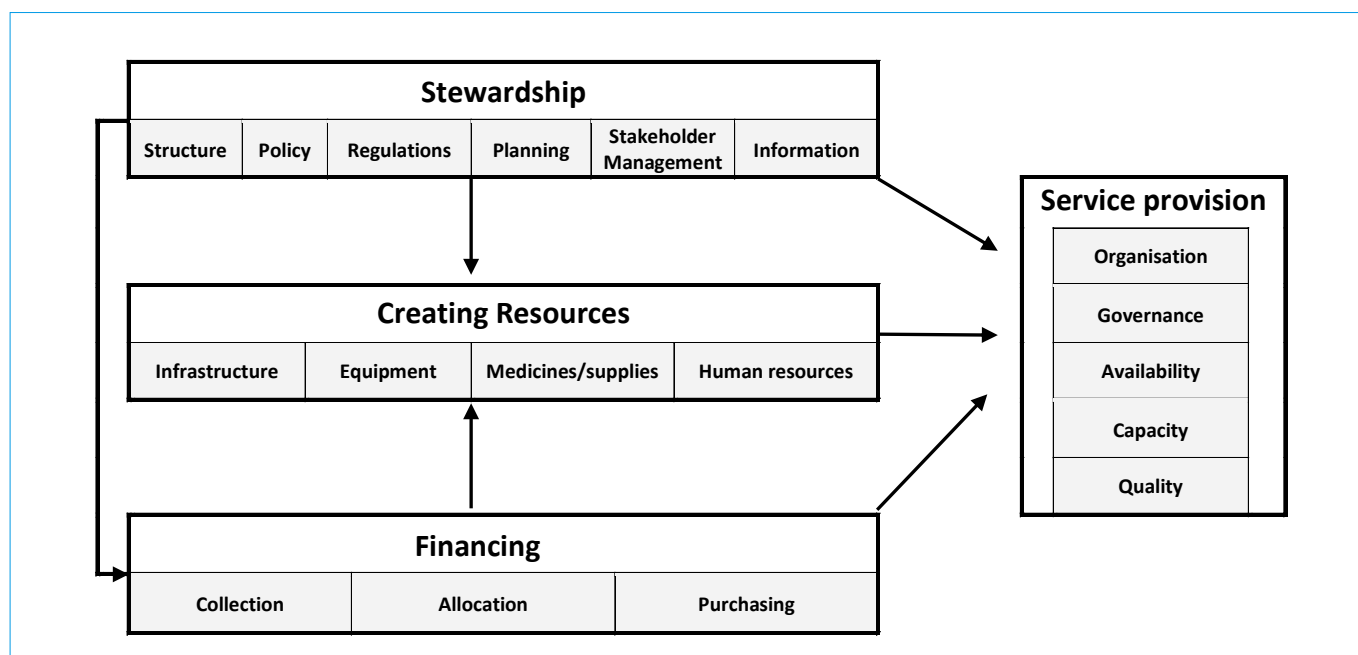 Stewardship
Structure
Policy
Regulations
Planning
Stakeholder
Management
Information
Service provision
Organisation
Governance
Availability
Capacity
Quality
Creating Resources
Infrastructure
Equipment
Medicines/supplies
Human resources
Financing
Collection
Allocation
Purchasing